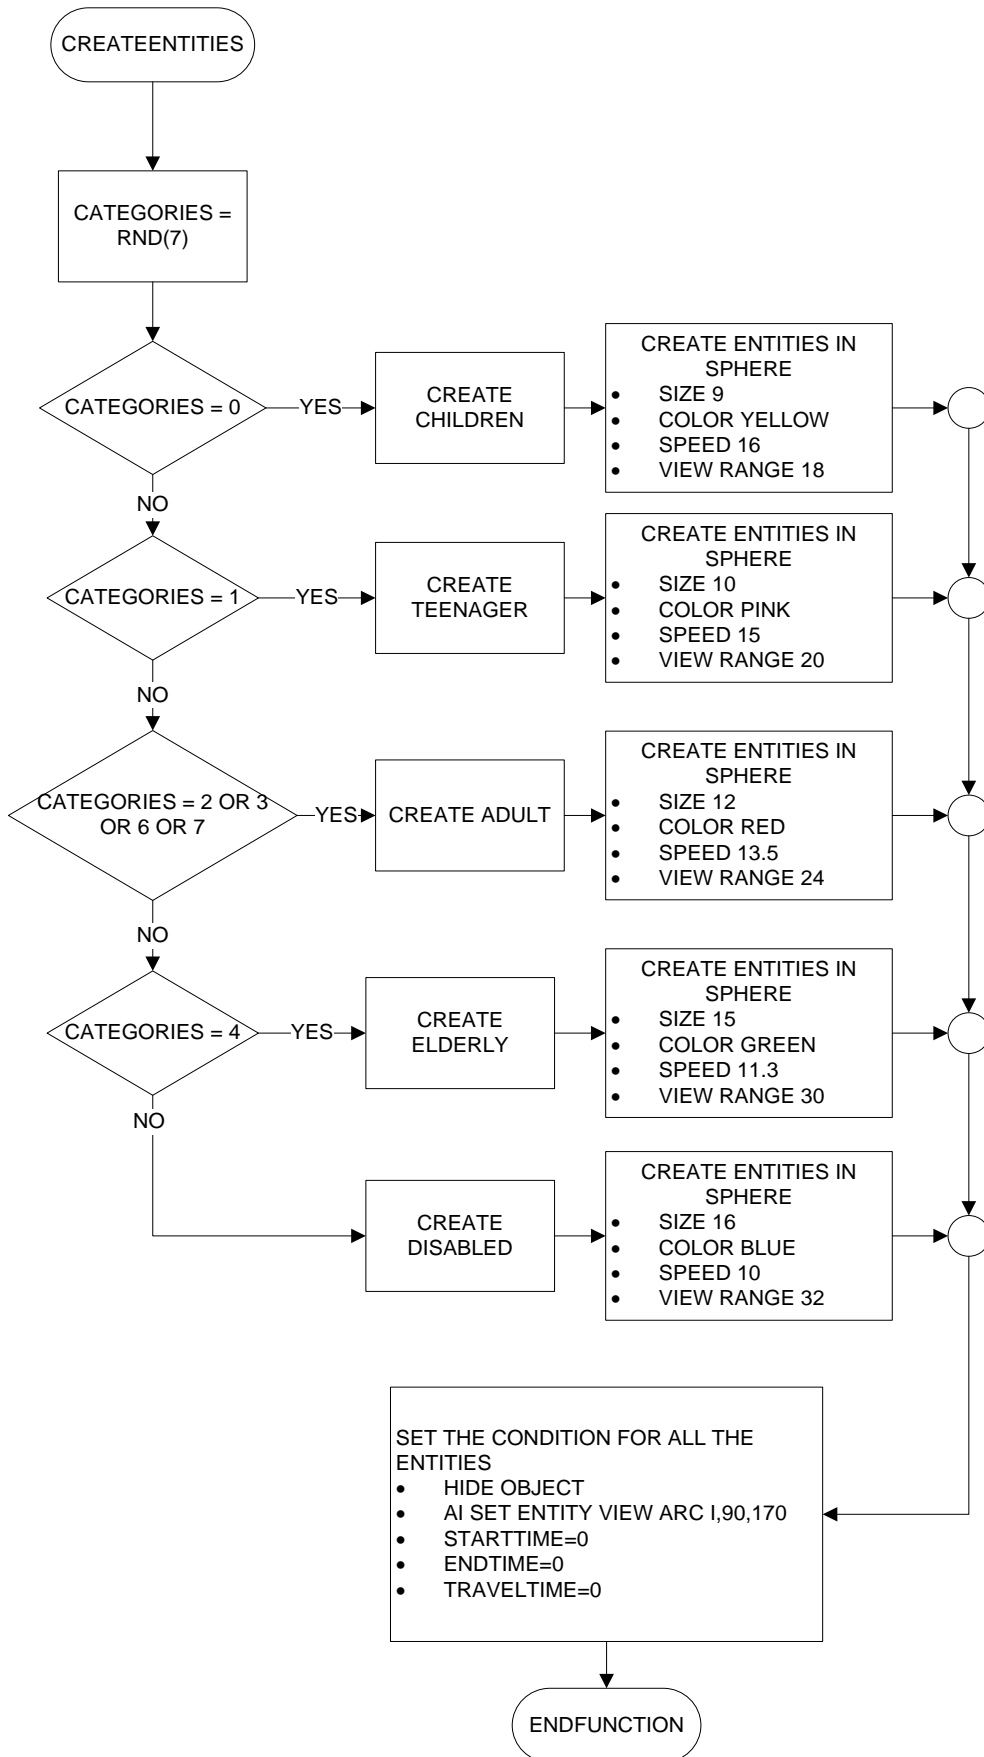 CREATEENTITIES
CATEGORIES =
RND(7)
CATEGORIES = 0
YES
CREATE
CHILDREN
CREATE ENTITIES IN
SPHERE
• SIZE 9
• COLOR YELLOW
• SPEED 16
• VIEW RANGE 18
NO
CATEGORIES = 1
YES
CREATE
TEENAGER
CREATE ENTITIES IN
SPHERE
• SIZE 10
• COLOR PINK
• SPEED 15
• VIEW RANGE 20
NO
CATEGORIES = 2 OR 3
OR 6 OR 7
YES
CREATE ADULT
CREATE ENTITIES IN
SPHERE
• SIZE 12
• COLOR RED
• SPEED 13.5
• VIEW RANGE 24
NO
CATEGORIES = 4
YES
CREATE
ELDERLY
CREATE ENTITIES IN
SPHERE
• SIZE 15
• COLOR GREEN
• SPEED 11.3
• VIEW RANGE 30
NO
CREATE
DISABLED
CREATE ENTITIES IN
SPHERE
• SIZE 16
• COLOR BLUE
• SPEED 10
• VIEW RANGE 32
SET THE CONDITION FOR ALL THE
ENTITIES
• HIDE OBJECT
• AI SET ENTITY VIEW ARC I,90,170
• STARTTIME=0
• ENDTIME=0
• TRAVELTIME=0
ENDFUNCTION